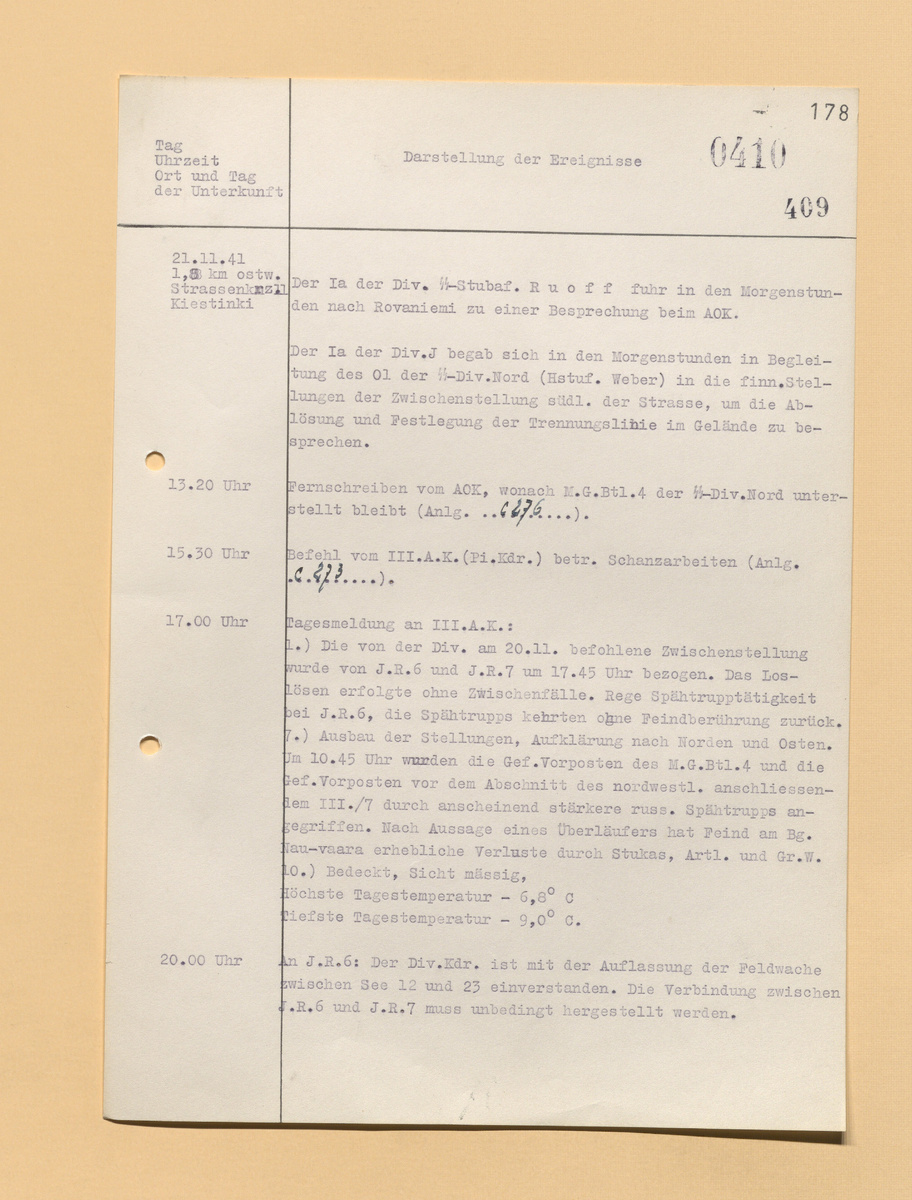 178
0410
409
Tag
Uhrzeit
Ort und Tag
der Unterkunft
Darstellung der Ereignisse
21.11.41
1,8 km ostw.
Strassenkrzll
Kiestinki
Der Ia der Div. ᛋᛋ-Stubaf. R u o f f fuhr in den Morgenstun-
den nach Rovaniemi zu einer Besprechung beim AOK.
Der Ia der Div.J begab sich in den Morgenstunden in Beglei-
tung des O1 der ᛋᛋ-Div.Nord (Hstuf. Weber) in die finn.Stel-
lungen der Zwischenstellung südl. der Strasse, um die Ab-
lösung und Festlegung der Trennungslinie im Gelände zu be-
sprechen.
13.20 Uhr
Fernschreiben vom AOK, wonach M.G.Btl.4 der ᛋᛋ-Div.Nord unter-
stellt bleibt (Anlg. ..C276....).
15.30 Uhr
Befehl vom III.A.K.(Pi.Kdr.) betr. Schanzarbeiten (Anlg.
.C.273....).
17.00 Uhr
Tagesmeldung an III.A.K.:
1.) Die von der Div. am 20.11. befohlene Zwischenstellung
wurde von J.R.6 und J.R.7 um 17.45 Uhr bezogen. Das Los-
lösen erfolgte ohne Zwischenfälle. Rege Spähtrupptätigkeit
bei J.R.6, die Spähtrupps kehrten ohne Feindberührung zurück.
7.) Ausbau der Stellungen, Aufklärung nach Norden und Osten.
Um 10.45 Uhr wurden die Gef.Vorposten des M.G.Btl.4 und die
Gef.Vorposten vor dem Abschnitt des nordwestl. anschliessen-
dem III./7 durch anscheinend stärkere russ. Spähtrupps an-
gegriffen. Nach Aussage eines Überläufers hat Feind am Bg.
Nau-vaara erhebliche Verluste durch Stukas, Artl. und Gr.W.
10.) Bedeckt, Sicht mässig,
Höchste Tagestemperatur - 6,8° C
Tiefste Tagestemperatur - 9,0° C.
20.00 Uhr
An J.R.6: Der Div.Kdr. ist mit der Auflassung der Feldwache
zwischen See 12 und 23 einverstanden. Die Verbindung zwischen
J.R.6 und J.R.7 muss unbedingt hergestellt werden.